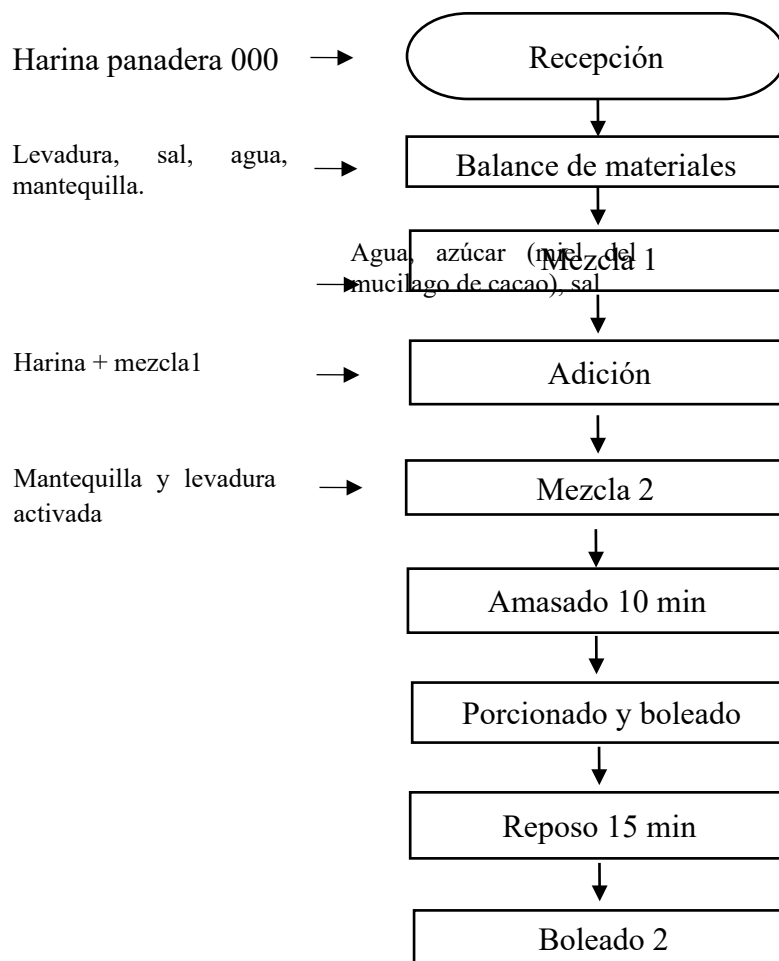 Harina panadera 000
Recepción
Levadura, sal, agua,
mantequilla.
Balance de materiales
Agua, azúcar (miel del
mucilago de cacao), sal
Mezcla 1
Harina + mezcla1
Adición
Mantequilla y levadura
activada
Mezcla 2
Amasado 10 min
Porcionado y boleado
Reposo 15 min
Boleado 2